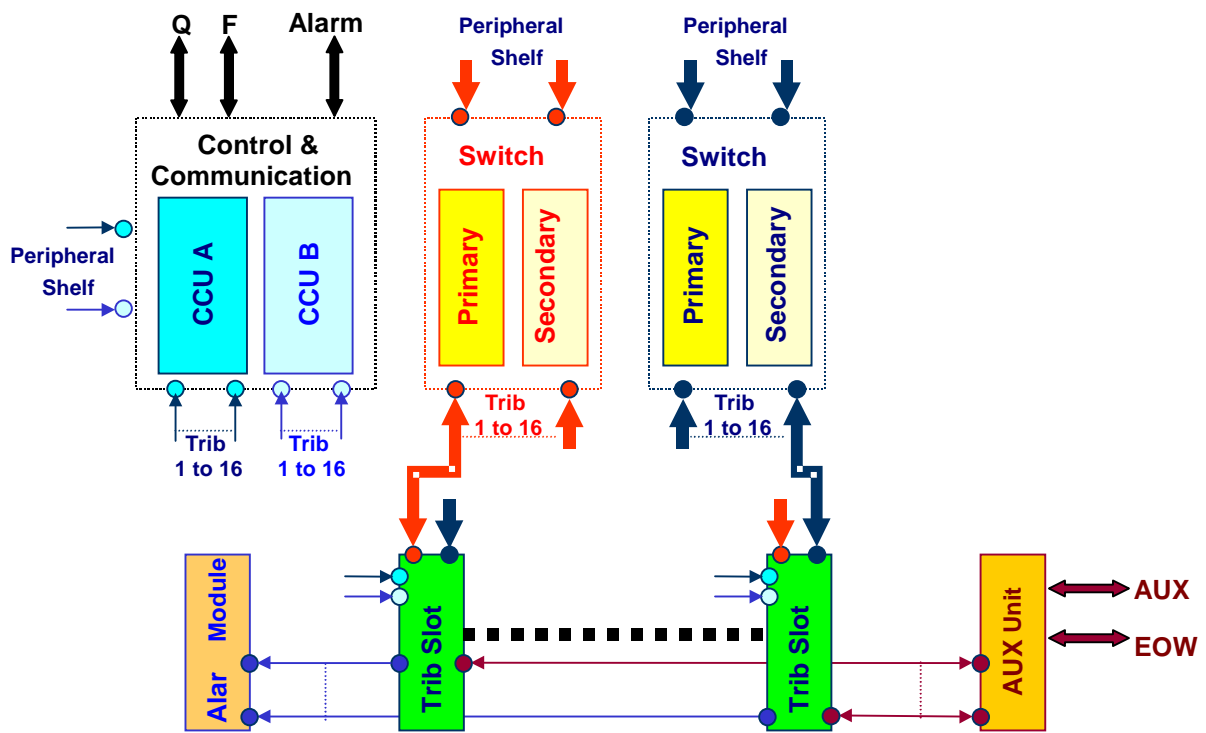 Q F Alarm
Peripheral
Shelf
Peripheral
Shelf
Control &
Communication
Switch
Switch
CCU A
CCU B
Primary
Secondary
Primary
Secondary
Peripheral
Shelf
Trib
1 to 16
Trib
1 to 16
Trib
1 to 16
Trib
1 to 16
Alar Module
Trib Slot
Trib Slot
AUX Unit
AUX
EOW